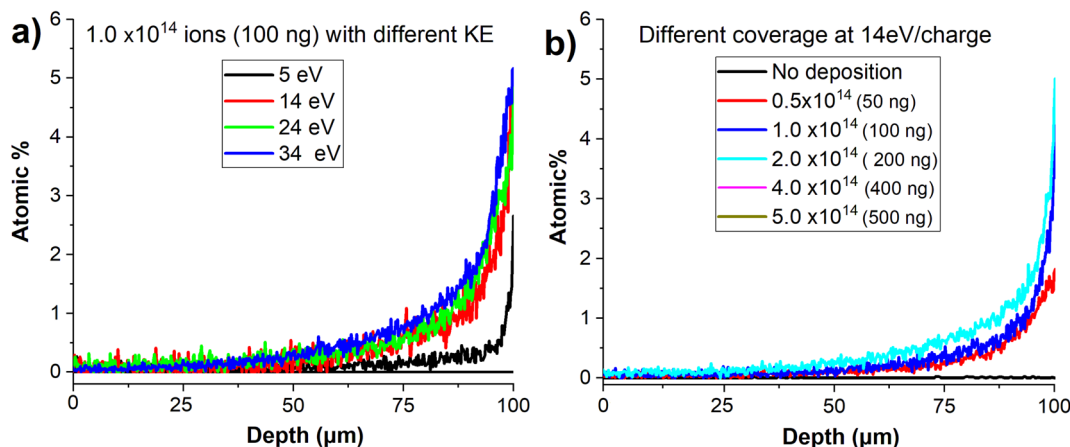 a)
1.0 x10¹⁴ ions (100 ng) with different KE
5 eV
14 eV
24 eV
34 eV
Atomic %
6
5
4
3
2
1
0
0 25 50 75 100
Depth (μm)
b)
Different coverage at 14eV/charge
No deposition
0.5x10¹⁴ (50 ng)
1.0 x10¹⁴ (100 ng)
2.0 x10¹⁴ ( 200 ng)
4.0 x10¹⁴ (400 ng)
5.0 x10¹⁴ (500 ng)
Atomic%
6
5
4
3
2
1
0
0 25 50 75 100
Depth (μm)